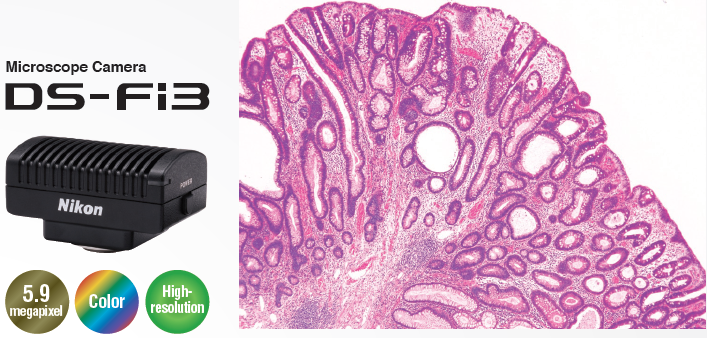 Microscope Camera
DS-Fi3
POWER
Nikon
5.9
megapixel
Color
High-
resolution